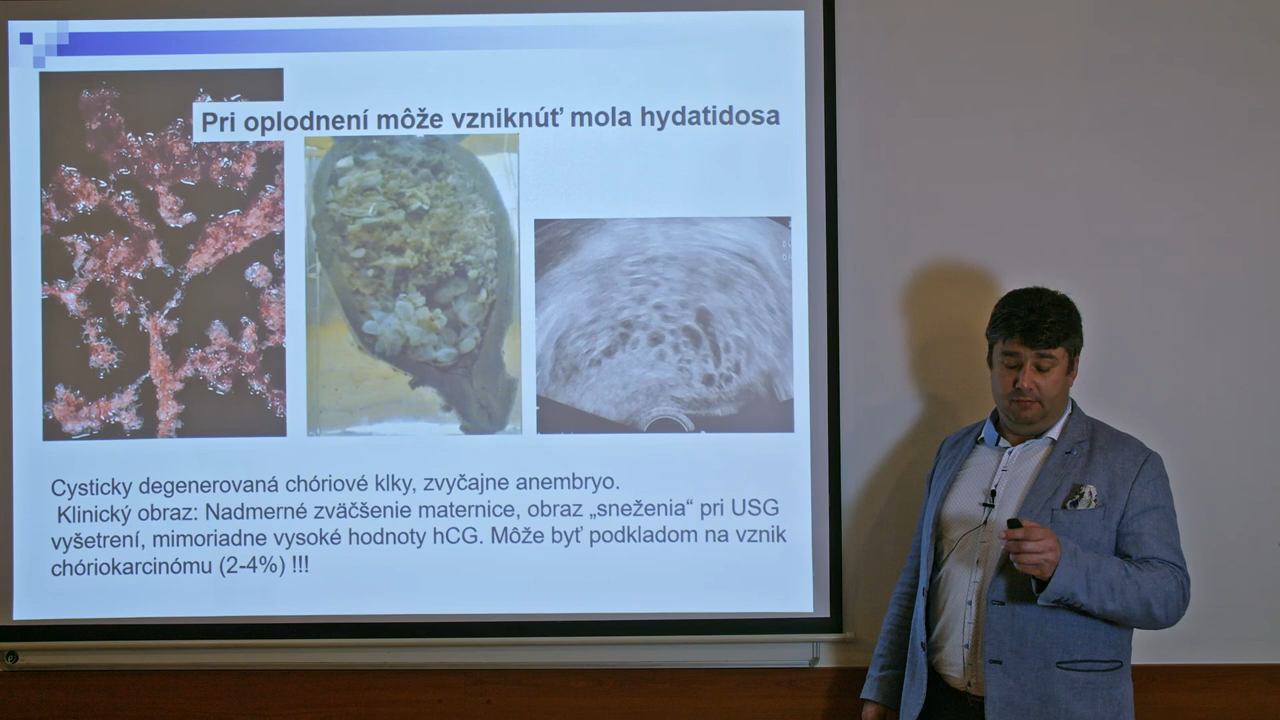 Pri oplodnení môže vzniknúť mola hydatidosa
Cysticky degenerovaná chóriové klky, zvyčajne anembryo.
Klinický obraz: Nadmerné zväčšenie maternice, obraz „sneženia“ pri USG
vyšetrení, mimoriadne vysoké hodnoty hCG. Môže byť podkladom na vznik
chóriokarcinómu (2-4%) !!!